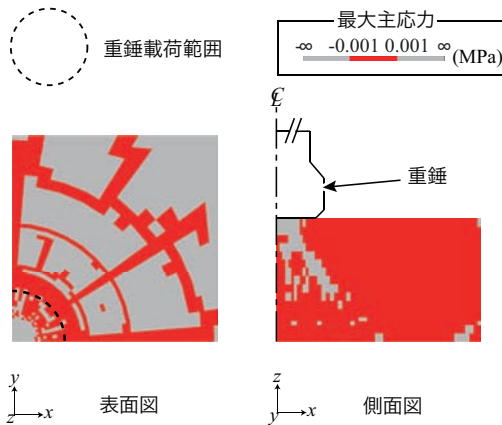 重錘載荷範囲
最大主応力
-∞ -0.001 0.001 ∞
(MPa)
℄
重錘
y
z x
表面図
z
y x
側面図